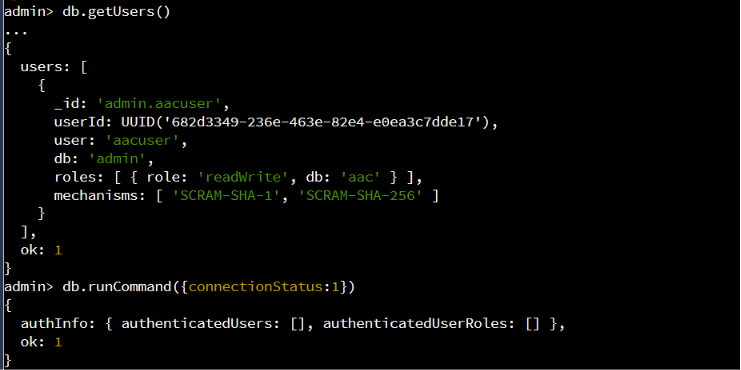 admin> db.getUsers()
...
{
  users: [
    {
      _id: 'admin.aacuser',
      userId: UUID('682d3349-236e-463e-82e4-e0ea3c7dde17'),
      user: 'aacuser',
      db: 'admin',
      roles: [ { role: 'readWrite', db: 'aac' } ],
      mechanisms: [ 'SCRAM-SHA-1', 'SCRAM-SHA-256' ]
    }
  ],
  ok: 1
}
admin> db.runCommand({connectionStatus:1})
{
  authInfo: { authenticatedUsers: [], authenticatedUserRoles: [] },
  ok: 1
}